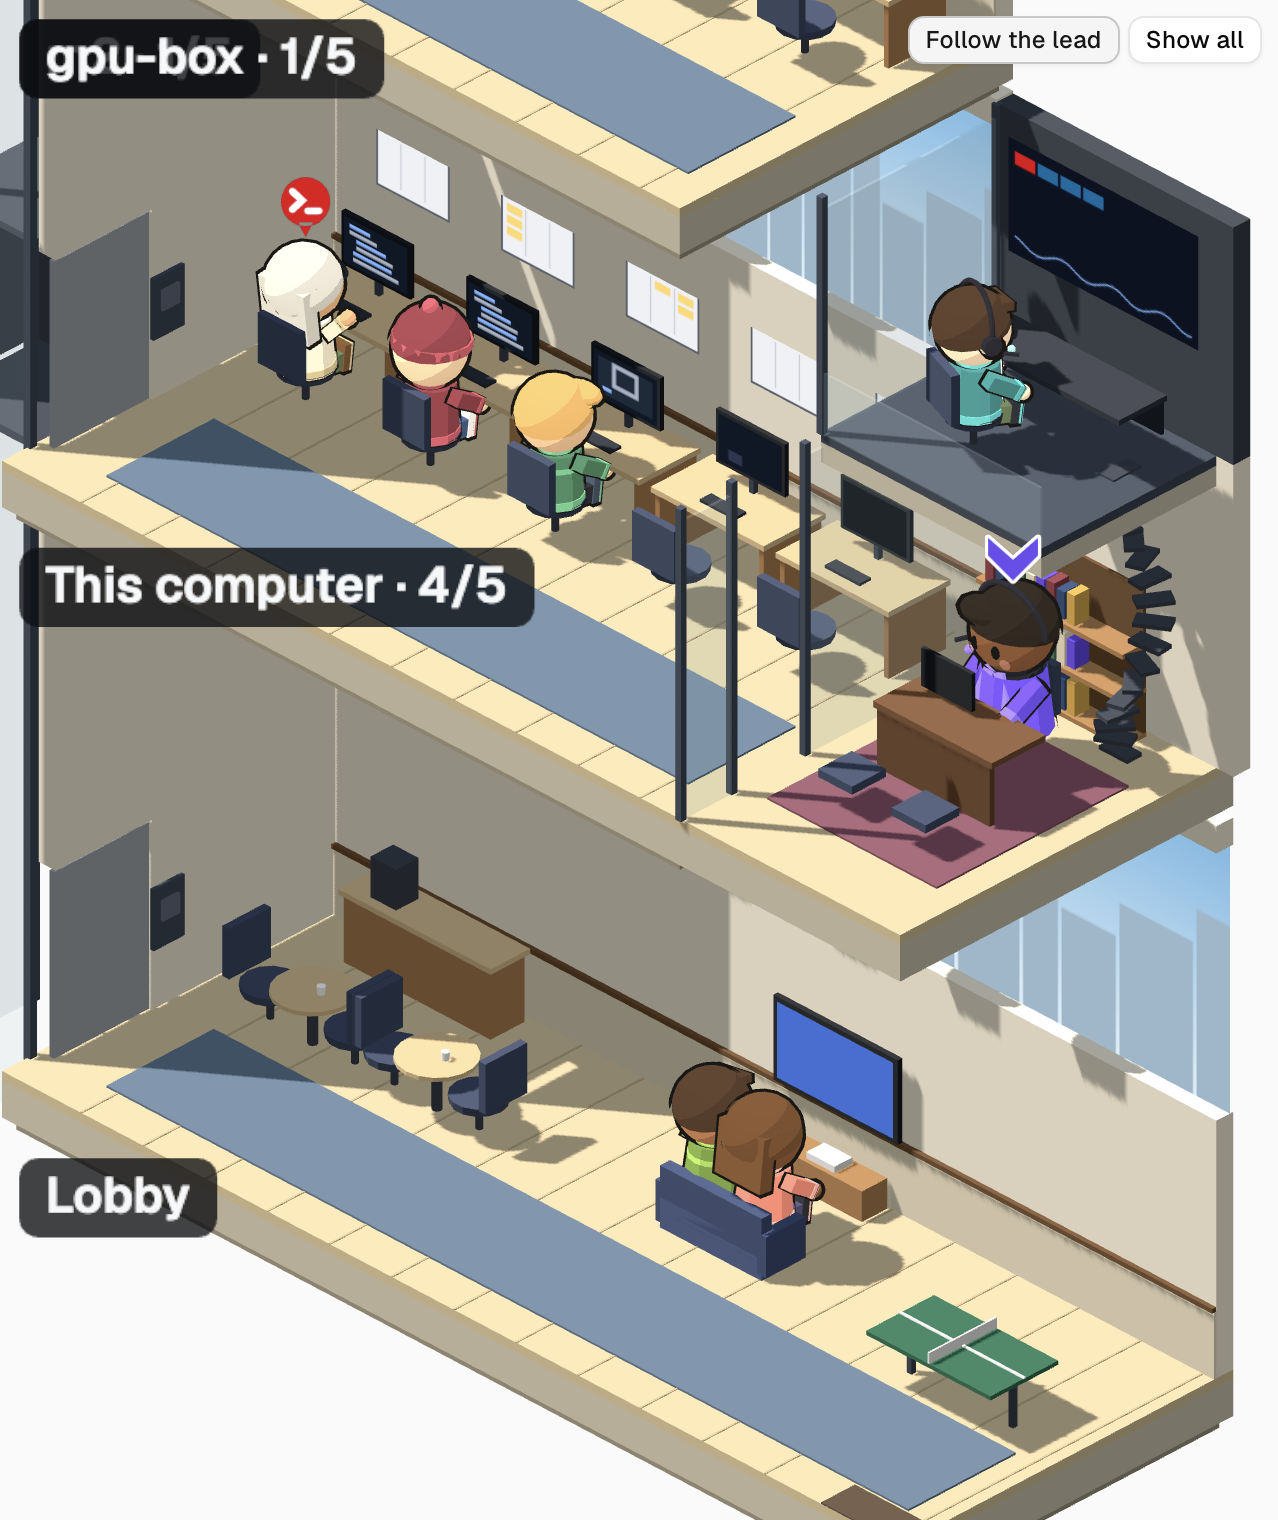 gpu-box · 1/5
Follow the lead
Show all
This computer · 4/5
Lobby